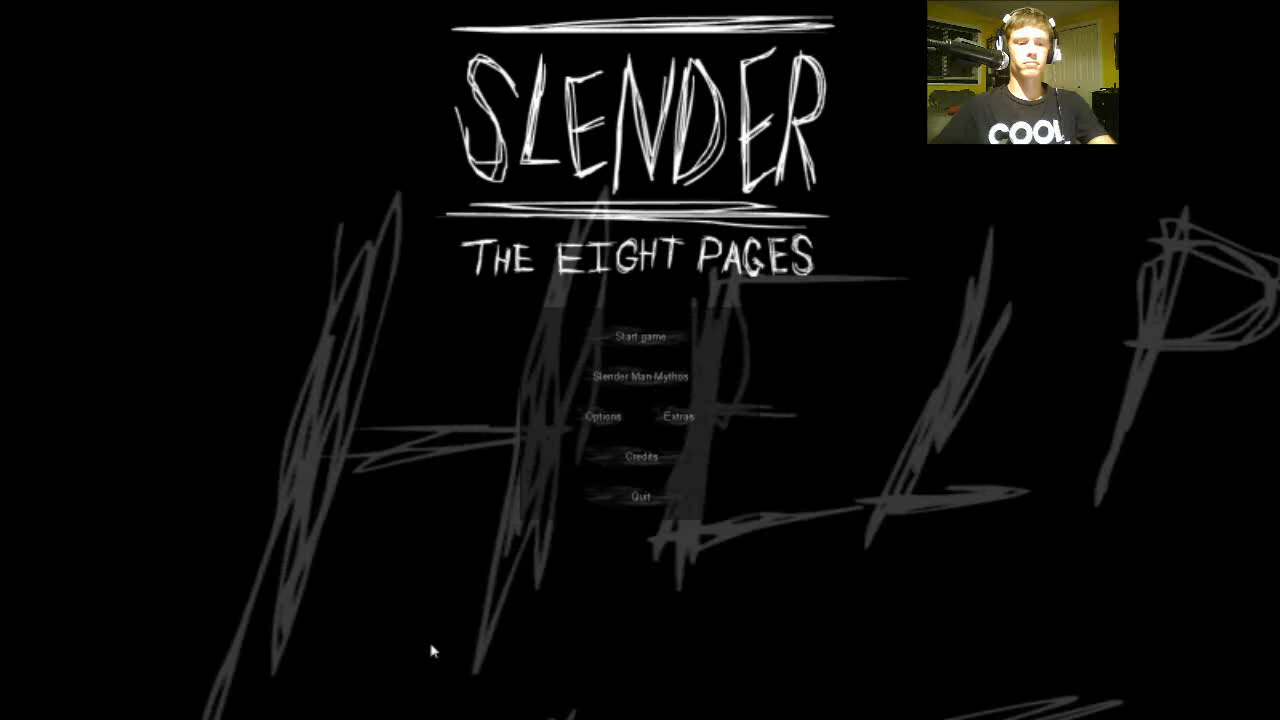 SLENDER
THE EIGHT PAGES
HELP
Start game
Slender Man Mythos
Options Extras
Credits
Quit
COOL